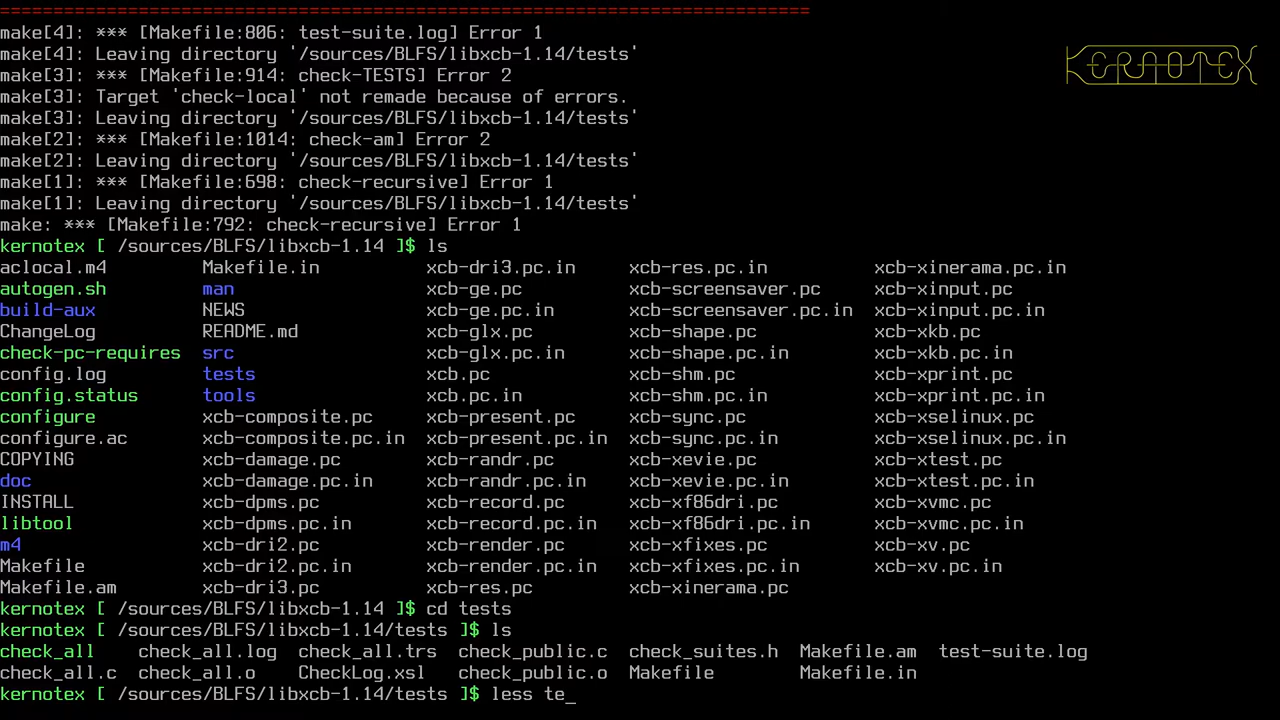 ================================================================================
make[4]: *** [Makefile:806: test-suite.log] Error 1
make[4]: Leaving directory '/sources/BLFS/libxcb-1.14/tests'
make[3]: *** [Makefile:914: check-TESTS] Error 2
make[3]: Target 'check-local' not remade because of errors.
make[3]: Leaving directory '/sources/BLFS/libxcb-1.14/tests'
make[2]: *** [Makefile:1014: check-am] Error 2
make[2]: Leaving directory '/sources/BLFS/libxcb-1.14/tests'
make[1]: *** [Makefile:698: check-recursive] Error 1
make[1]: Leaving directory '/sources/BLFS/libxcb-1.14/tests'
make: *** [Makefile:792: check-recursive] Error 1
KERNOTEX
kernotex [ /sources/BLFS/libxcb-1.14 ]$ ls
aclocal.m4 Makefile.in xcb-dri3.pc.in xcb-res.pc.in xcb-xinerama.pc.in
autogen.sh man xcb-ge.pc xcb-screensaver.pc xcb-xinput.pc
build-aux NEWS xcb-ge.pc.in xcb-screensaver.pc.in xcb-xinput.pc.in
ChangeLog README.md xcb-glx.pc xcb-shape.pc xcb-xkb.pc
check-pc-requires src xcb-glx.pc.in xcb-shape.pc.in xcb-xkb.pc.in
config.log tests xcb.pc xcb-shm.pc xcb-xprint.pc
config.status tools xcb.pc.in xcb-shm.pc.in xcb-xprint.pc.in
configure xcb-composite.pc xcb-present.pc xcb-sync.pc xcb-xselinux.pc
configure.ac xcb-composite.pc.in xcb-present.pc.in xcb-sync.pc.in xcb-xselinux.pc.in
COPYING xcb-damage.pc xcb-randr.pc xcb-xevie.pc xcb-xtest.pc
doc xcb-damage.pc.in xcb-randr.pc.in xcb-xevie.pc.in xcb-xtest.pc.in
INSTALL xcb-dpms.pc xcb-record.pc xcb-xf86dri.pc xcb-xvmc.pc
libtool xcb-dpms.pc.in xcb-record.pc.in xcb-xf86dri.pc.in xcb-xvmc.pc.in
m4 xcb-dri2.pc xcb-render.pc xcb-xfixes.pc xcb-xv.pc
Makefile xcb-dri2.pc.in xcb-render.pc.in xcb-xfixes.pc.in xcb-xv.pc.in
Makefile.am xcb-dri3.pc xcb-res.pc xcb-xinerama.pc
kernotex [ /sources/BLFS/libxcb-1.14 ]$ cd tests
kernotex [ /sources/BLFS/libxcb-1.14/tests ]$ ls
check_all check_all.log check_all.trs check_public.c check_suites.h Makefile.am test-suite.log
check_all.c check_all.o CheckLog.xsl check_public.o Makefile Makefile.in
kernotex [ /sources/BLFS/libxcb-1.14/tests ]$ less te_